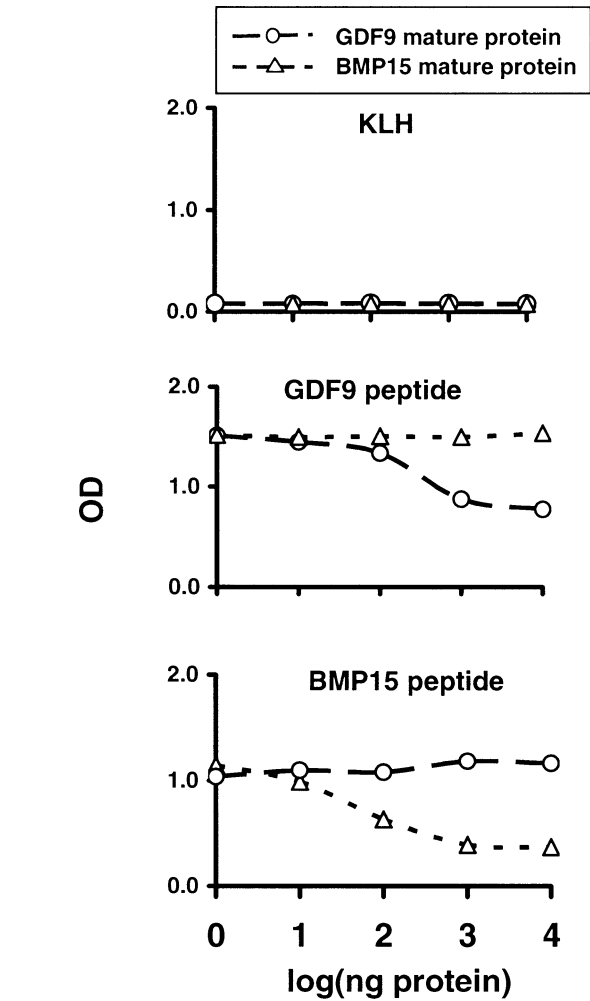 GDF9 mature protein
BMP15 mature protein
KLH
2.0
1.0
0.0
GDF9 peptide
2.0
1.0
0.0
OD
BMP15 peptide
2.0
1.0
0.0
0 1 2 3 4
log(ng protein)